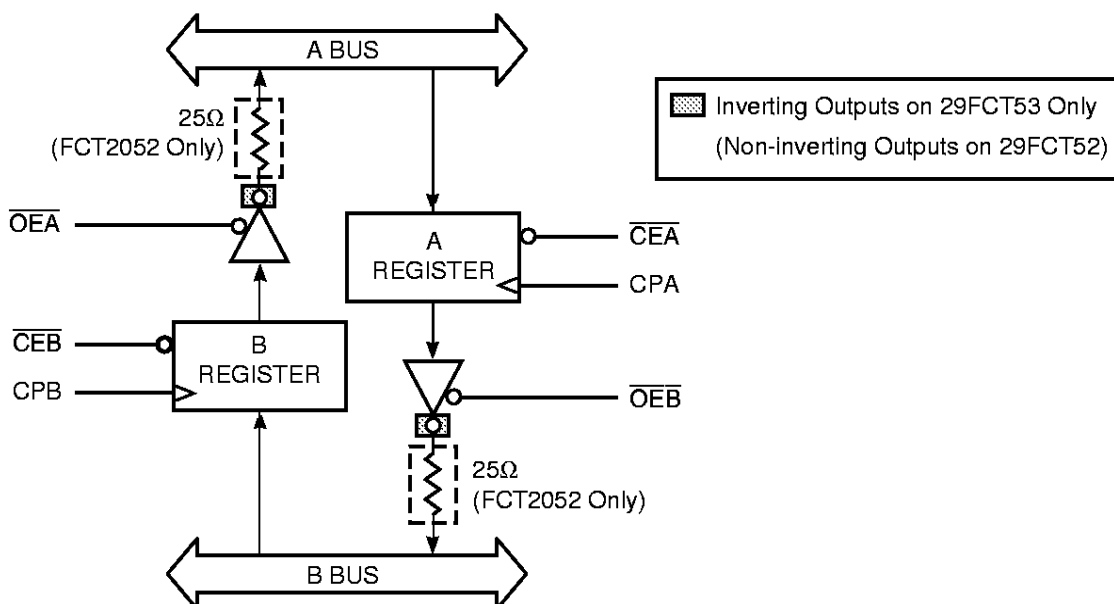 A BUS
25Ω
(FCT2052 Only)
Inverting Outputs on 29FCT53 Only
(Non-inverting Outputs on 29FCT52)
OEA
A
REGISTER
CEA
CPA
CEB
CPB
B
REGISTER
OEB
25Ω
(FCT2052 Only)
B BUS